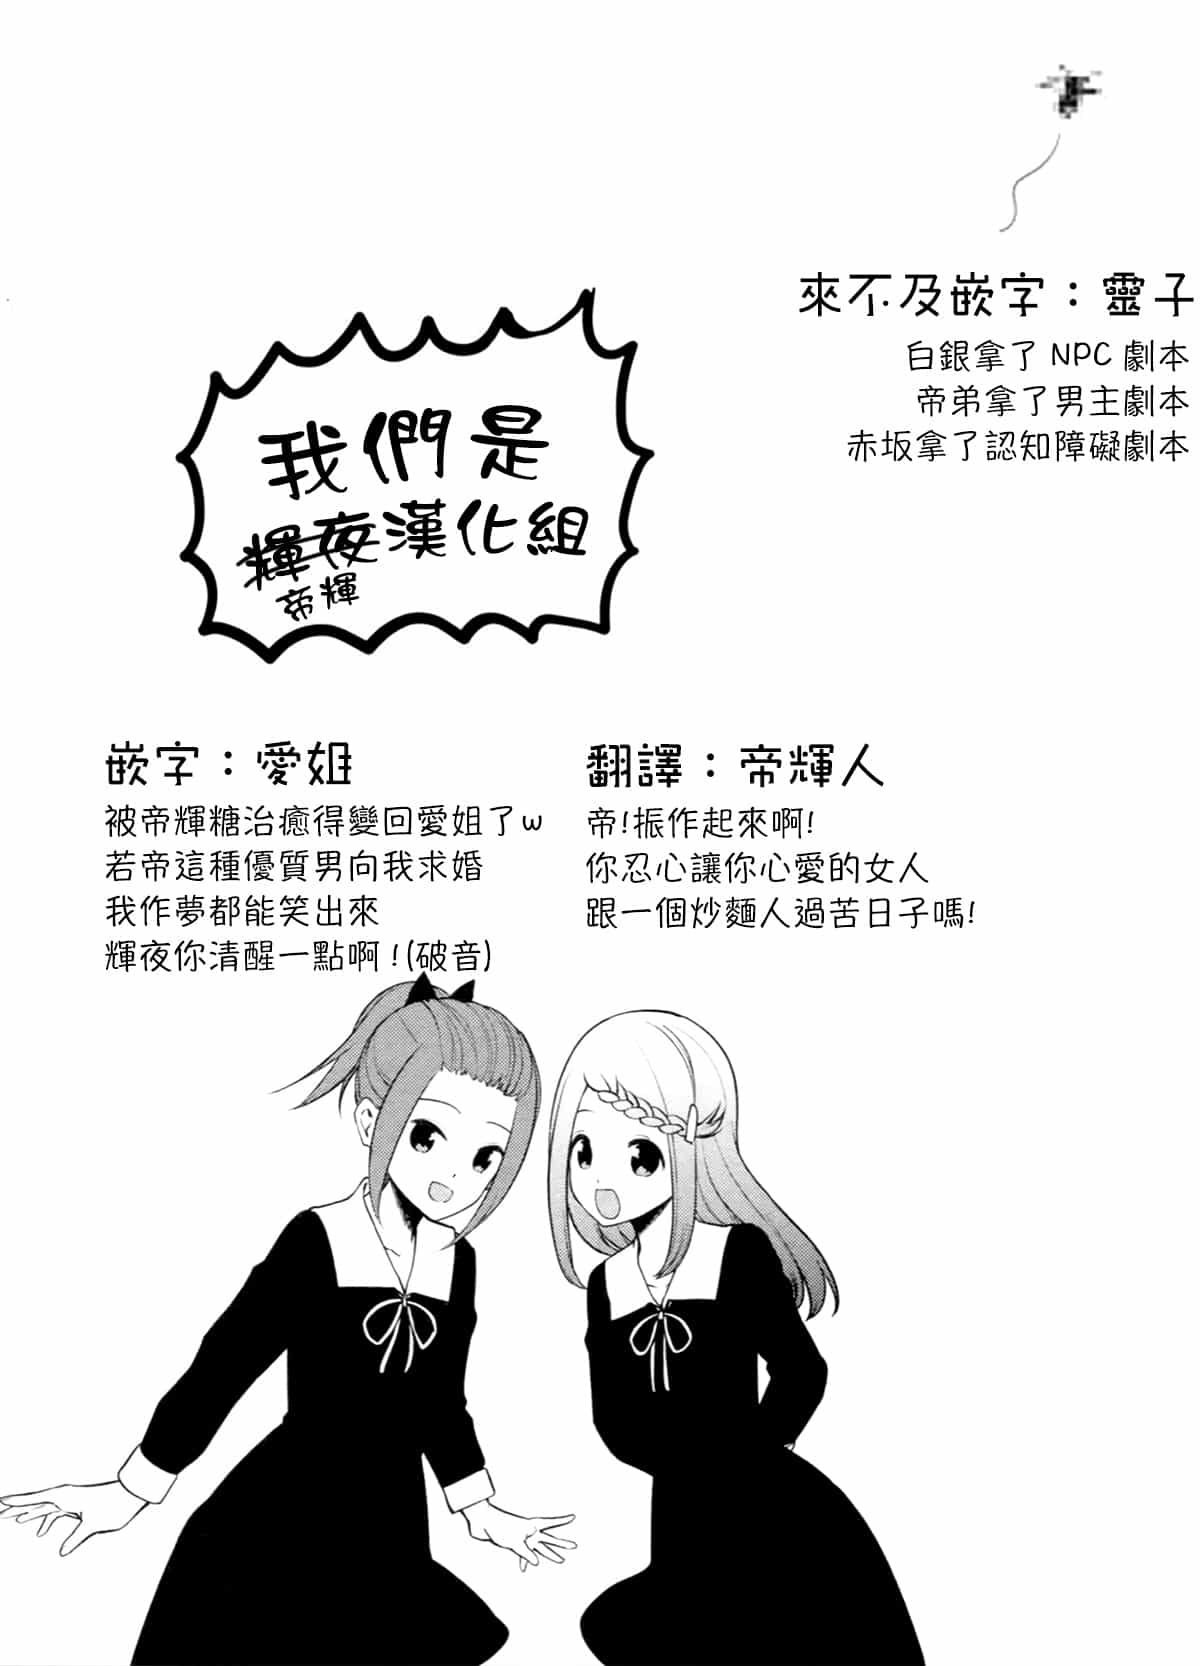 來不及嵌字：靈子
白銀拿了 NPC 劇本
帝弟拿了男主劇本
赤坂拿了認知障礙劇本
我們是
輝夜漢化組
帝輝
嵌字：愛姐
被帝輝糖治癒得變回愛姐了ω
若帝這種優質男向我求婚
我作夢都能笑出來
輝夜你清醒一點啊!(破音)
翻譯：帝輝人
帝!振作起來啊!
你忍心讓你心愛的女人
跟一個炒麵人過苦日子嗎!